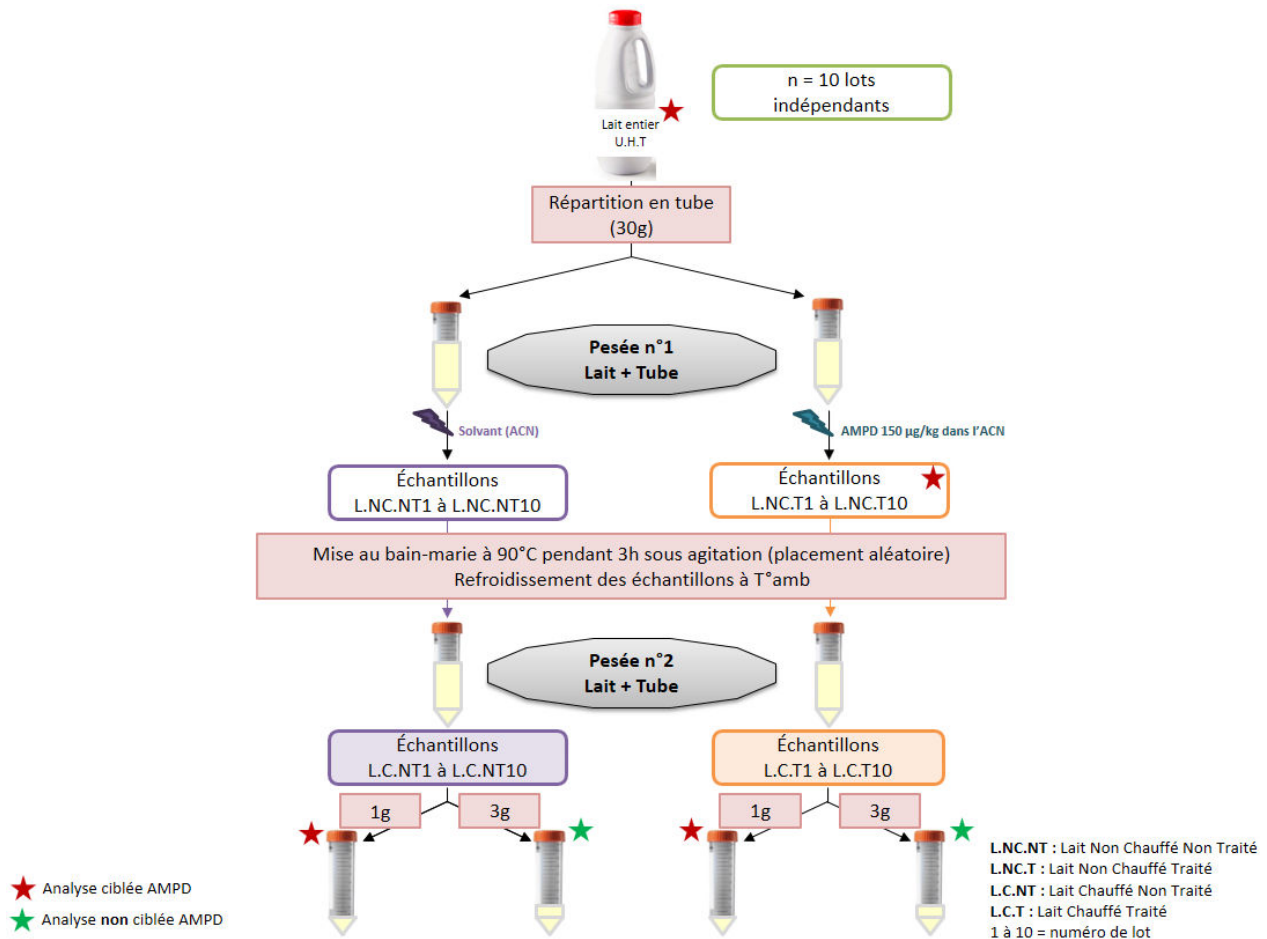 n = 10 lots
indépendants
Lait entier
U.H.T
Répartition en tube
(30g)
Pesée n°1
Lait + Tube
Solvant (ACN)
AMPD 150 µg/kg dans l'ACN
Échantillons
L.NC.NT1 à L.NC.NT10
Échantillons
L.NC.T1 à L.NC.T10
Mise au bain-marie à 90°C pendant 3h sous agitation (placement aléatoire)
Refroidissement des échantillons à T°amb
Pesée n°2
Lait + Tube
Échantillons
L.C.NT1 à L.C.NT10
Échantillons
L.C.T1 à L.C.T10
1g
3g
1g
3g
Analyse ciblée AMPD
Analyse non ciblée AMPD
L.NC.NT : Lait Non Chauffé Non Traité
L.NC.T : Lait Non Chauffé Traité
L.C.NT : Lait Chauffé Non Traité
L.C.T : Lait Chauffé Traité
1 à 10 = numéro de lot